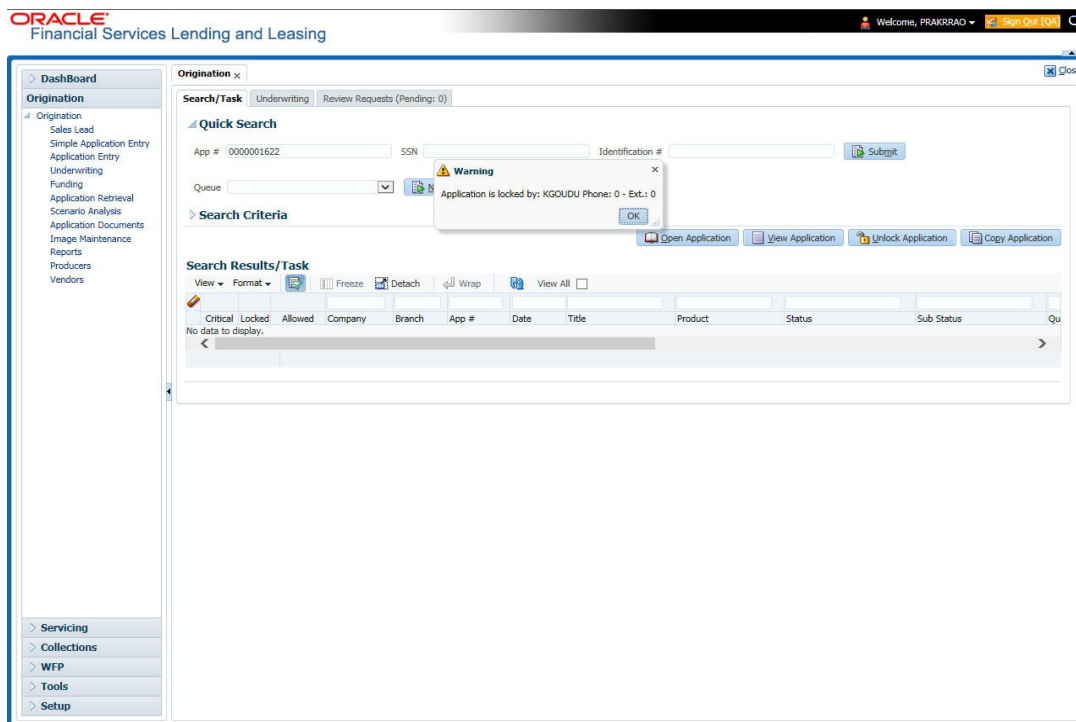 ORACLE
Welcome, PRAKRRAO
Sign Out [QA]
Financial Services Lending and Leasing
Close
DashBoard
Origination
Origination
Sales Lead
Simple Application Entry
Application Entry
Underwriting
Funding
Application Retrieval
Scenario Analysis
Application Documents
Image Maintenance
Reports
Producers
Vendors
Servicing
Collections
WFP
Tools
Setup
Origination
Search/Task Underwriting Review Requests (Pending: 0)
Quick Search
App # 0000001622 SSN Identification # Submit
Warning
Application is locked by: KGOUDU Phone: 0 - Ext.: 0
OK
Queue N
Search Criteria
Open Application View Application Unlock Application Copy Application
Search Results/Task
View Format Freeze Detach Wrap View All
Critical Locked Allowed Company Branch App # Date Title Product Status Sub Status Qu
No data to display.